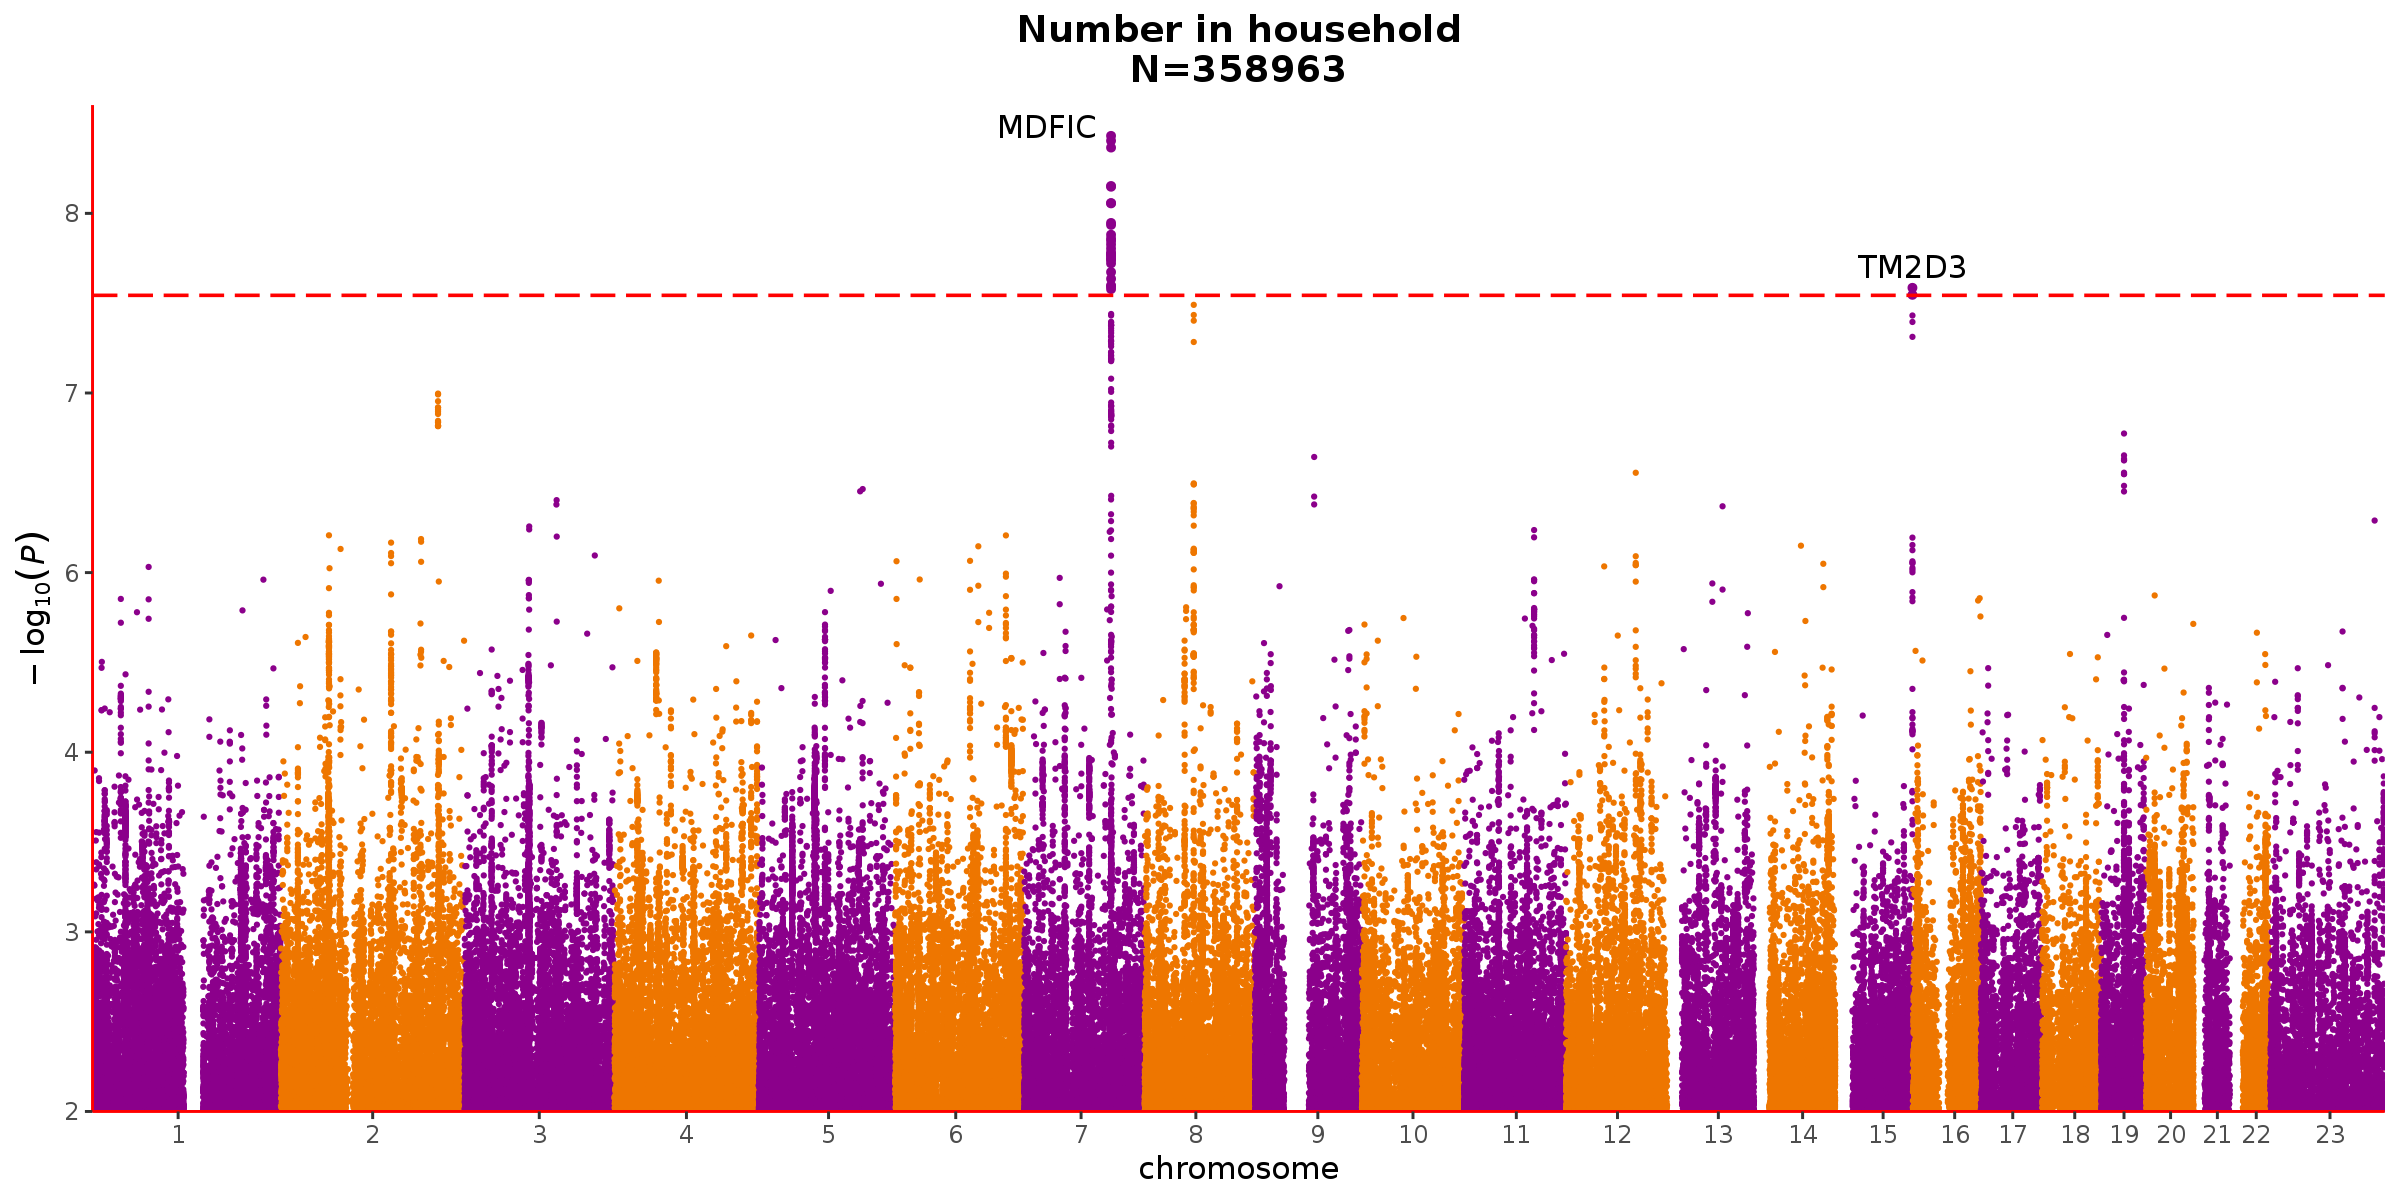 Number in household
N=358963
MDFIC
TM2D3
8
7
6
5
4
3
2
−log10(P)
1 2 3 4 5 6 7 8 9 10 11 12 13 14 15 16 17 18 19 20 21 22 23
chromosome